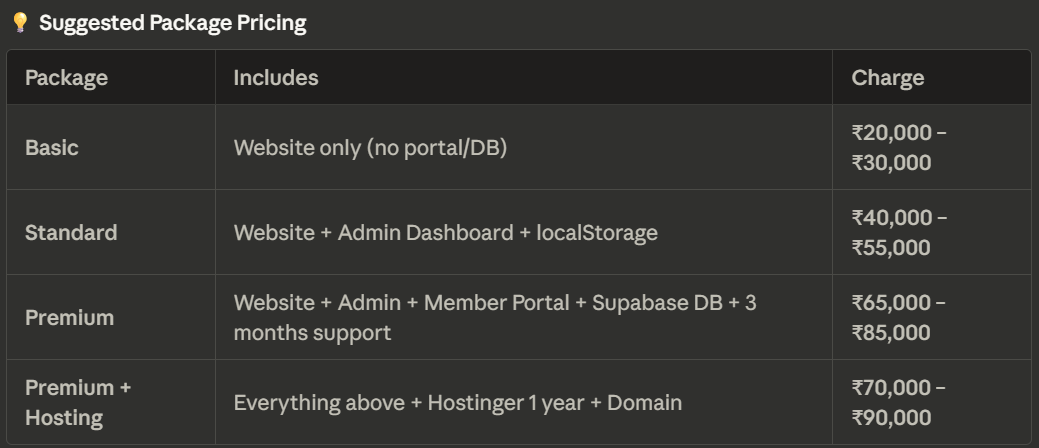 💡 Suggested Package Pricing
Package Includes Charge
Basic Website only (no portal/DB) ₹20,000 –
₹30,000
Standard Website + Admin Dashboard + localStorage ₹40,000 –
₹55,000
Premium Website + Admin + Member Portal + Supabase DB + 3
months support ₹65,000 –
₹85,000
Premium +
Hosting Everything above + Hostinger 1 year + Domain ₹70,000 –
₹90,000